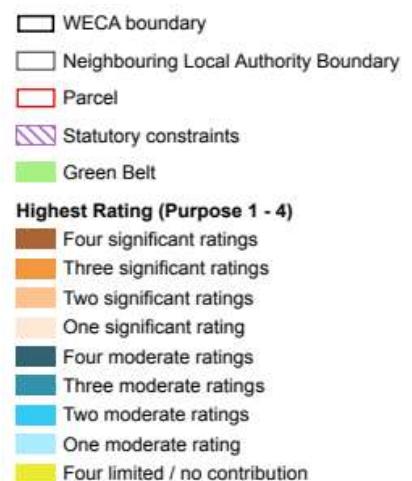 WECA boundary
Neighbouring Local Authority Boundary
Parcel
Statutory constraints
Green Belt
Highest Rating (Purpose 1 - 4)
Four significant ratings
Three significant ratings
Two significant ratings
One significant rating
Four moderate ratings
Three moderate ratings
Two moderate ratings
One moderate rating
Four limited / no contribution